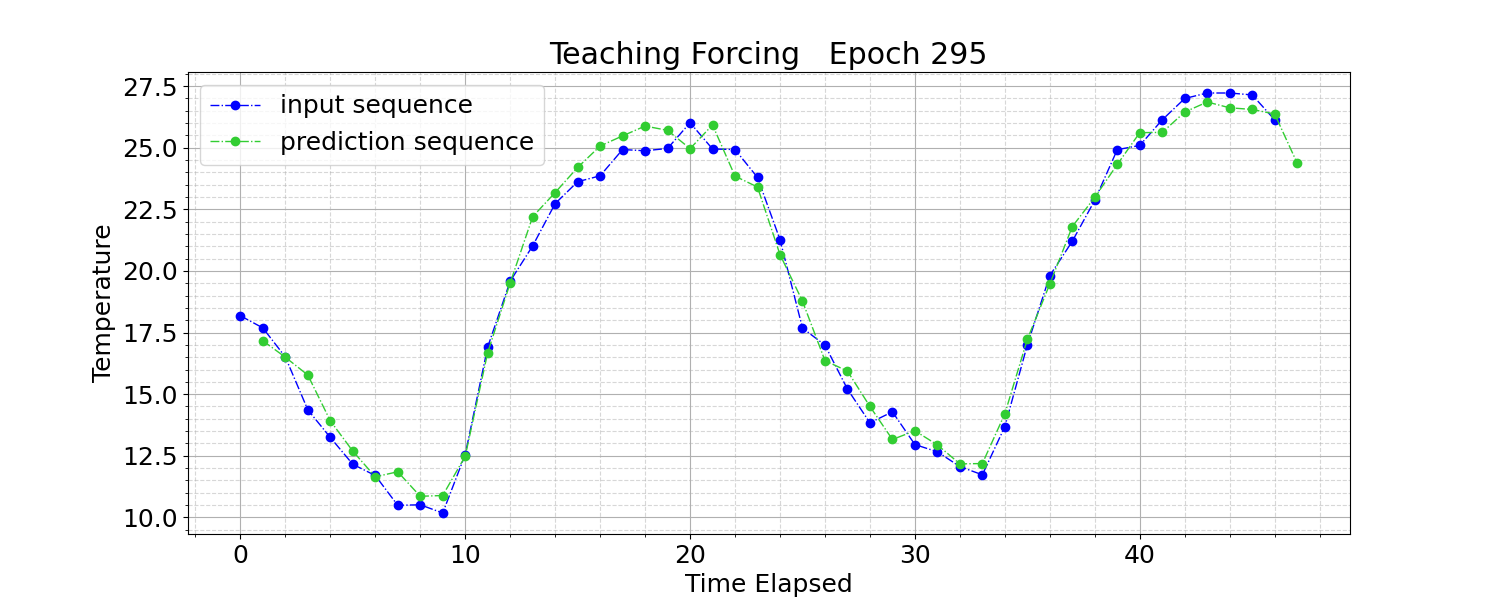 Teaching Forcing   Epoch 295
input sequence
prediction sequence
Temperature
27.5
25.0
22.5
20.0
17.5
15.0
12.5
10.0
0 10 20 30 40
Time Elapsed